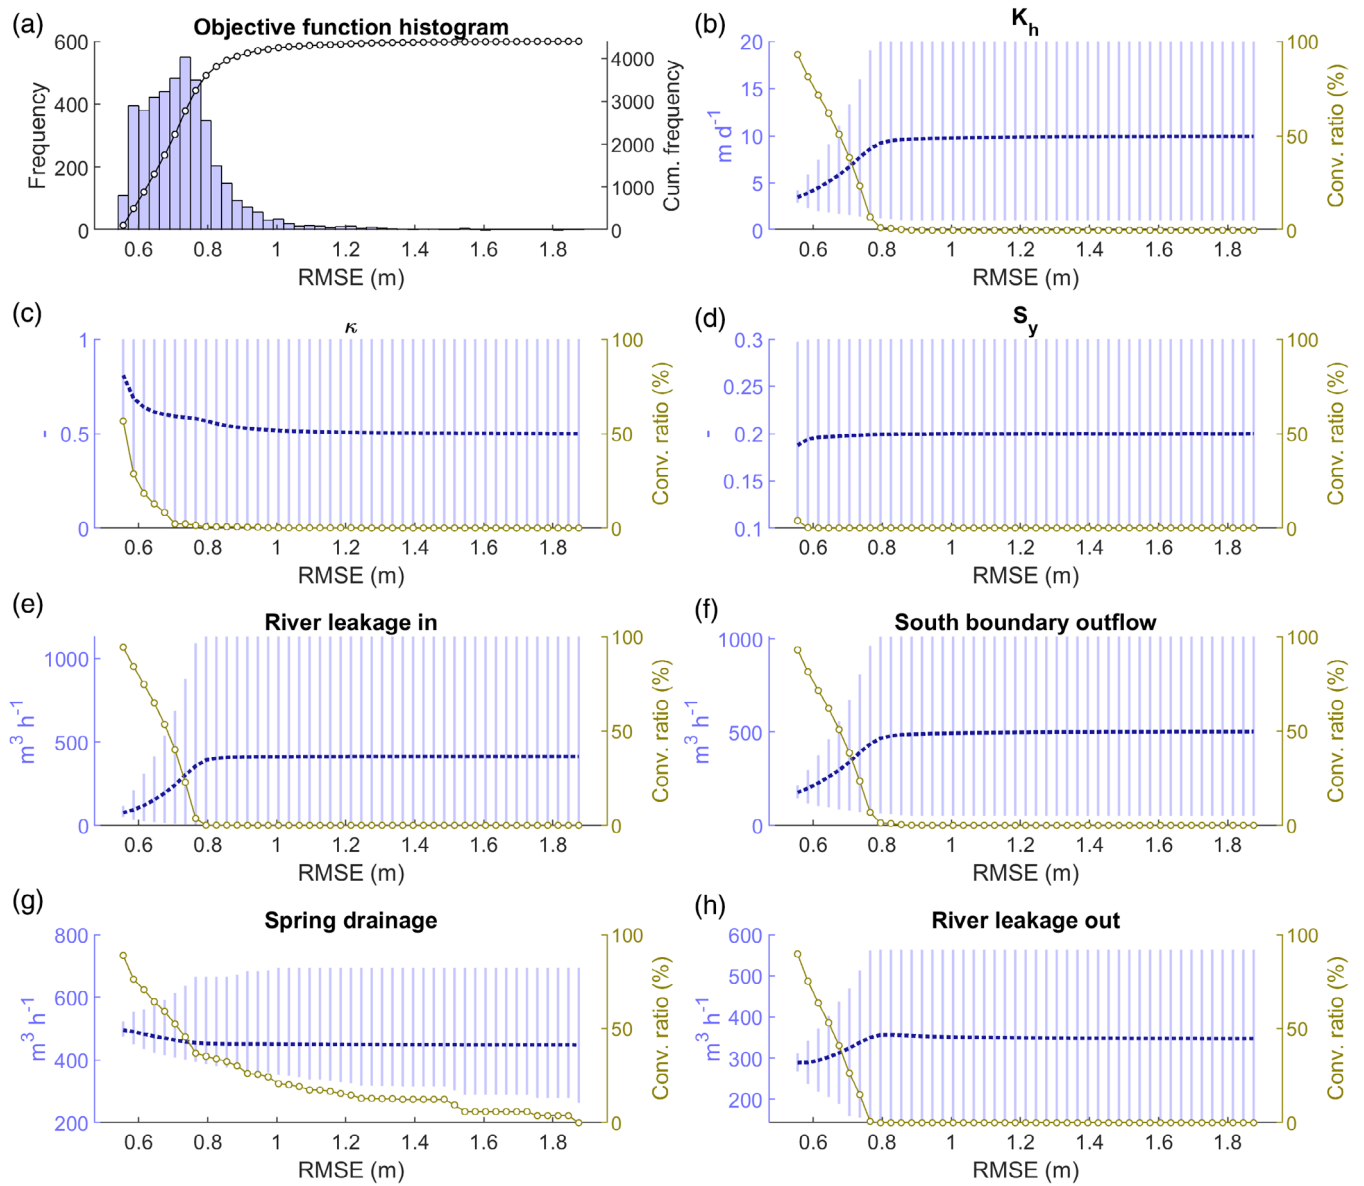 (a)
Objective function histogram
600
400
200
0
Frequency
4000
3000
2000
1000
0
Cum. frequency
0.6 0.8 1 1.2 1.4 1.6 1.8
RMSE (m)
(b)
K_h
20
15
10
5
0
m d^-1
100
50
0
Conv. ratio (%)
0.6 0.8 1 1.2 1.4 1.6 1.8
RMSE (m)
(c)
κ
1
0.5
0
-
100
50
0
Conv. ratio (%)
0.6 0.8 1 1.2 1.4 1.6 1.8
RMSE (m)
(d)
S_y
0.3
0.25
0.2
0.15
0.1
-
100
50
0
Conv. ratio (%)
0.6 0.8 1 1.2 1.4 1.6 1.8
RMSE (m)
(e)
River leakage in
1000
500
0
m^3 h^-1
100
50
0
Conv. ratio (%)
0.6 0.8 1 1.2 1.4 1.6 1.8
RMSE (m)
(f)
South boundary outflow
1000
500
0
m^3 h^-1
100
50
0
Conv. ratio (%)
0.6 0.8 1 1.2 1.4 1.6 1.8
RMSE (m)
(g)
Spring drainage
800
600
400
200
m^3 h^-1
100
50
0
Conv. ratio (%)
0.6 0.8 1 1.2 1.4 1.6 1.8
RMSE (m)
(h)
River leakage out
600
500
400
300
200
m^3 h^-1
100
50
0
Conv. ratio (%)
0.6 0.8 1 1.2 1.4 1.6 1.8
RMSE (m)